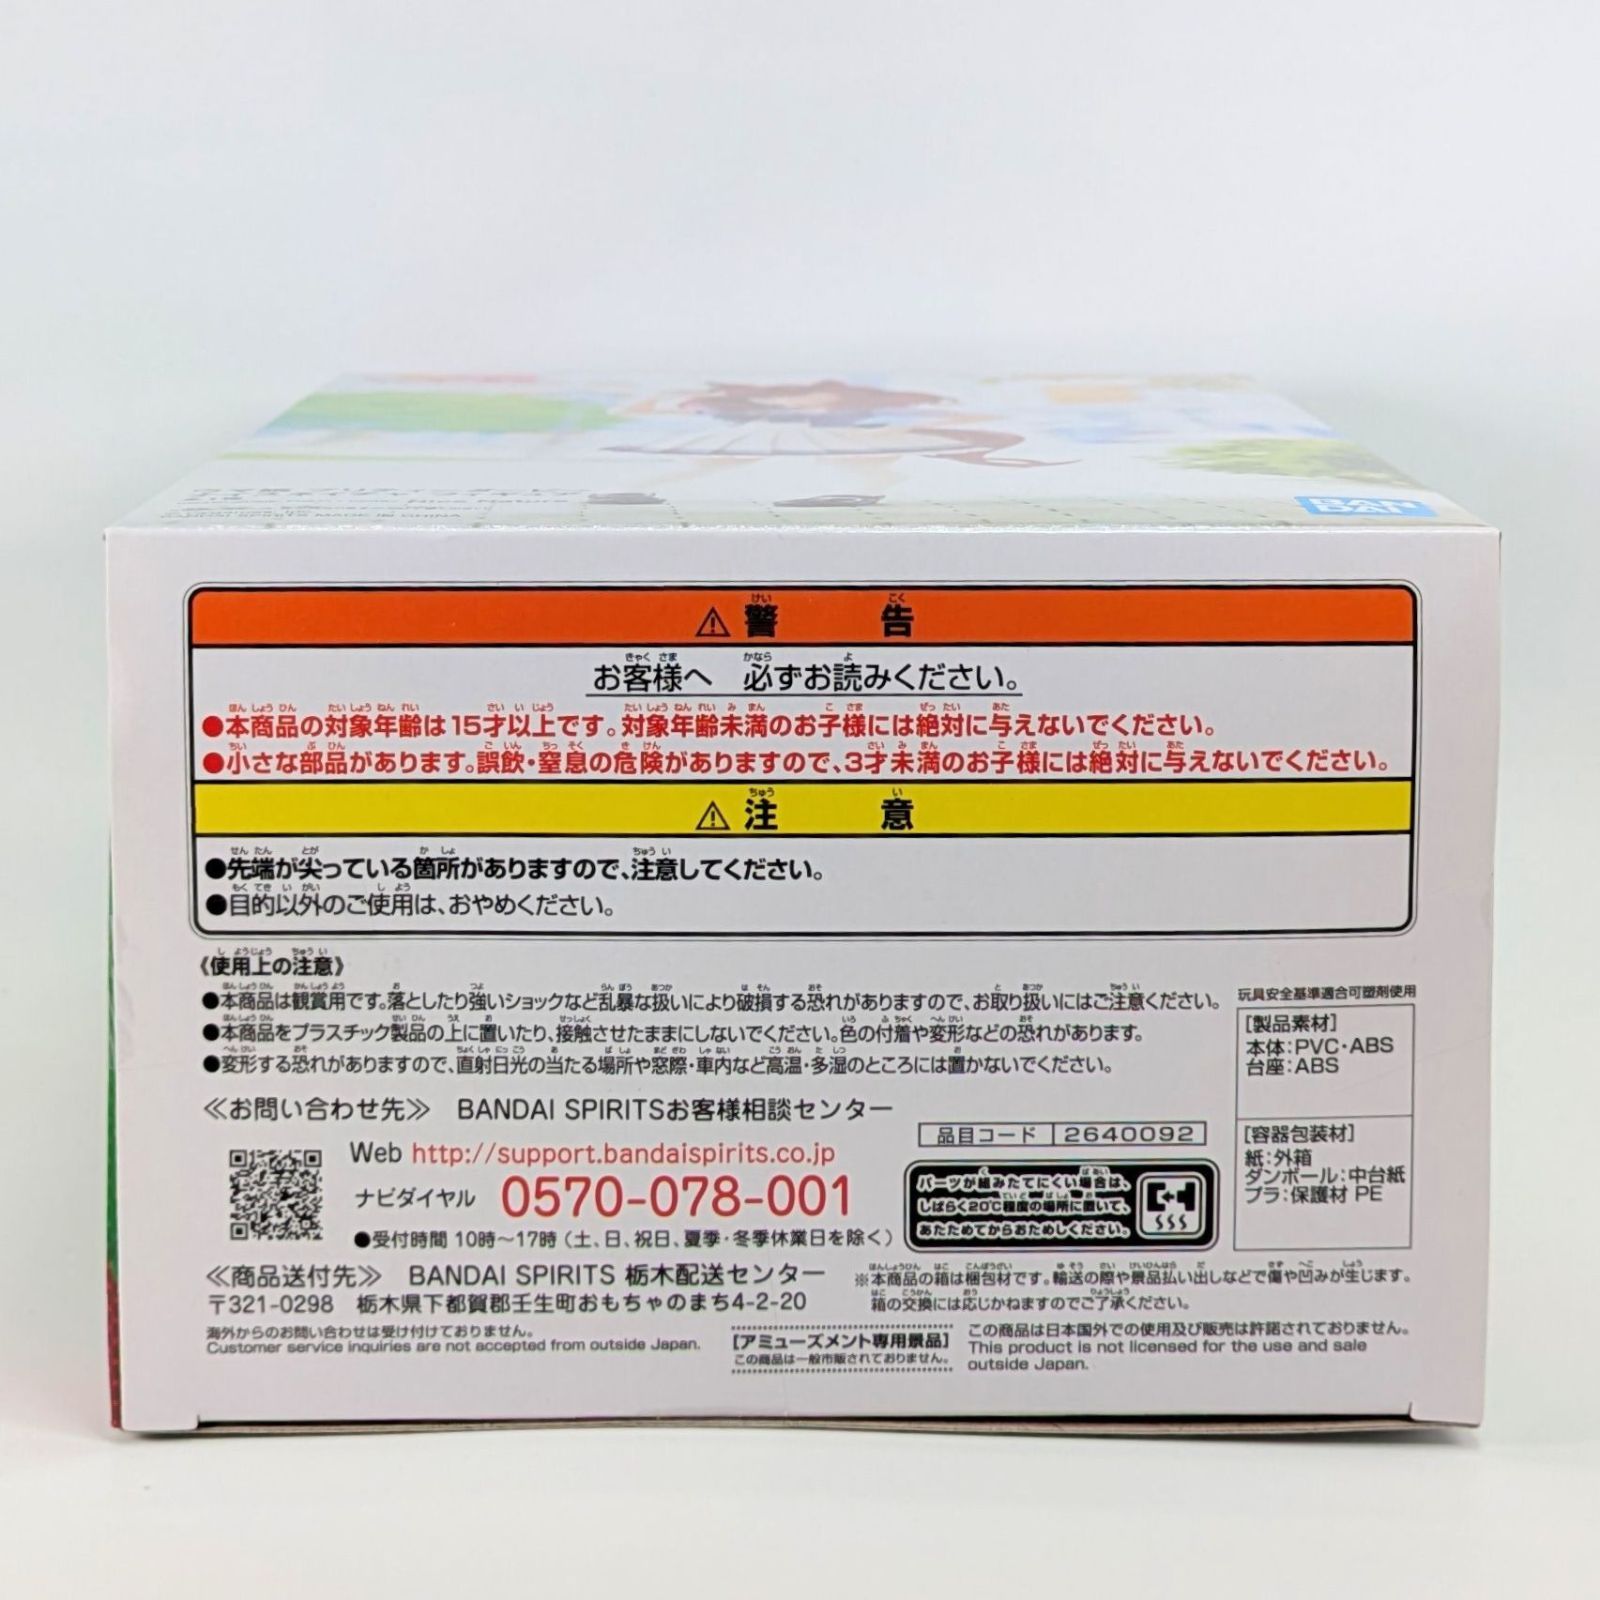 BAN
DAI
⚠警告
お客様へ 必ずお読みください。
●本商品の対象年齢は15才以上です。対象年齢未満のお子様には絶対に与えないでください。
●小さな部品があります。誤飲・窒息の危険がありますので、3才未満のお子様には絶対に与えないでください。
⚠注意
●先端が尖っている箇所がありますので、注意してください。
●目的以外のご使用は、おやめください。
《使用上の注意》
●本商品は観賞用です。落としたり強いショックなど乱暴な扱いにより破損する恐れがありますので、お取り扱いにはご注意ください。
●本商品をプラスチック製品の上に置いたり、接触させたままにしないでください。色の付着や変形などの恐れがあります。
●変形する恐れがありますので、直射日光の当たる場所や窓際・車内など高温・多湿のところには置かないでください。
玩具安全基準適合可塑剤使用
[製品素材]
本体:PVC・ABS
台座:ABS
[容器包装材]
紙:外箱
ダンボール:中台紙
プラ:保護材 PE
≪お問い合わせ先≫ BANDAI SPIRITSお客様相談センター
Web http://support.bandaispirits.co.jp
ナビダイヤル 0570-078-001
●受付時間 10時〜17時(土、日、祝日、夏季・冬季休業日を除く)
品目コード 2640092
パーツが組みたてにくい場合は、
しばらく20℃程度の場所に置いて、
あたためてからおためしください。
≪商品送付先≫ BANDAI SPIRITS 栃木配送センター
〒321-0298 栃木県下都賀郡壬生町おもちゃのまち4-2-20
※本商品の箱は梱包材です。輸送の際や景品払い出しなどで傷や凹みが生じます。
箱の交換には応じかねますのでご了承ください。
海外からのお問い合わせは受け付けておりません。
Customer service inquiries are not accepted from outside Japan.
[アミューズメント専用景品]
この商品は一般市販されておりません。
この商品は日本国外での使用及び販売は許諾されておりません。
This product is not licensed for the use and sale
outside Japan.